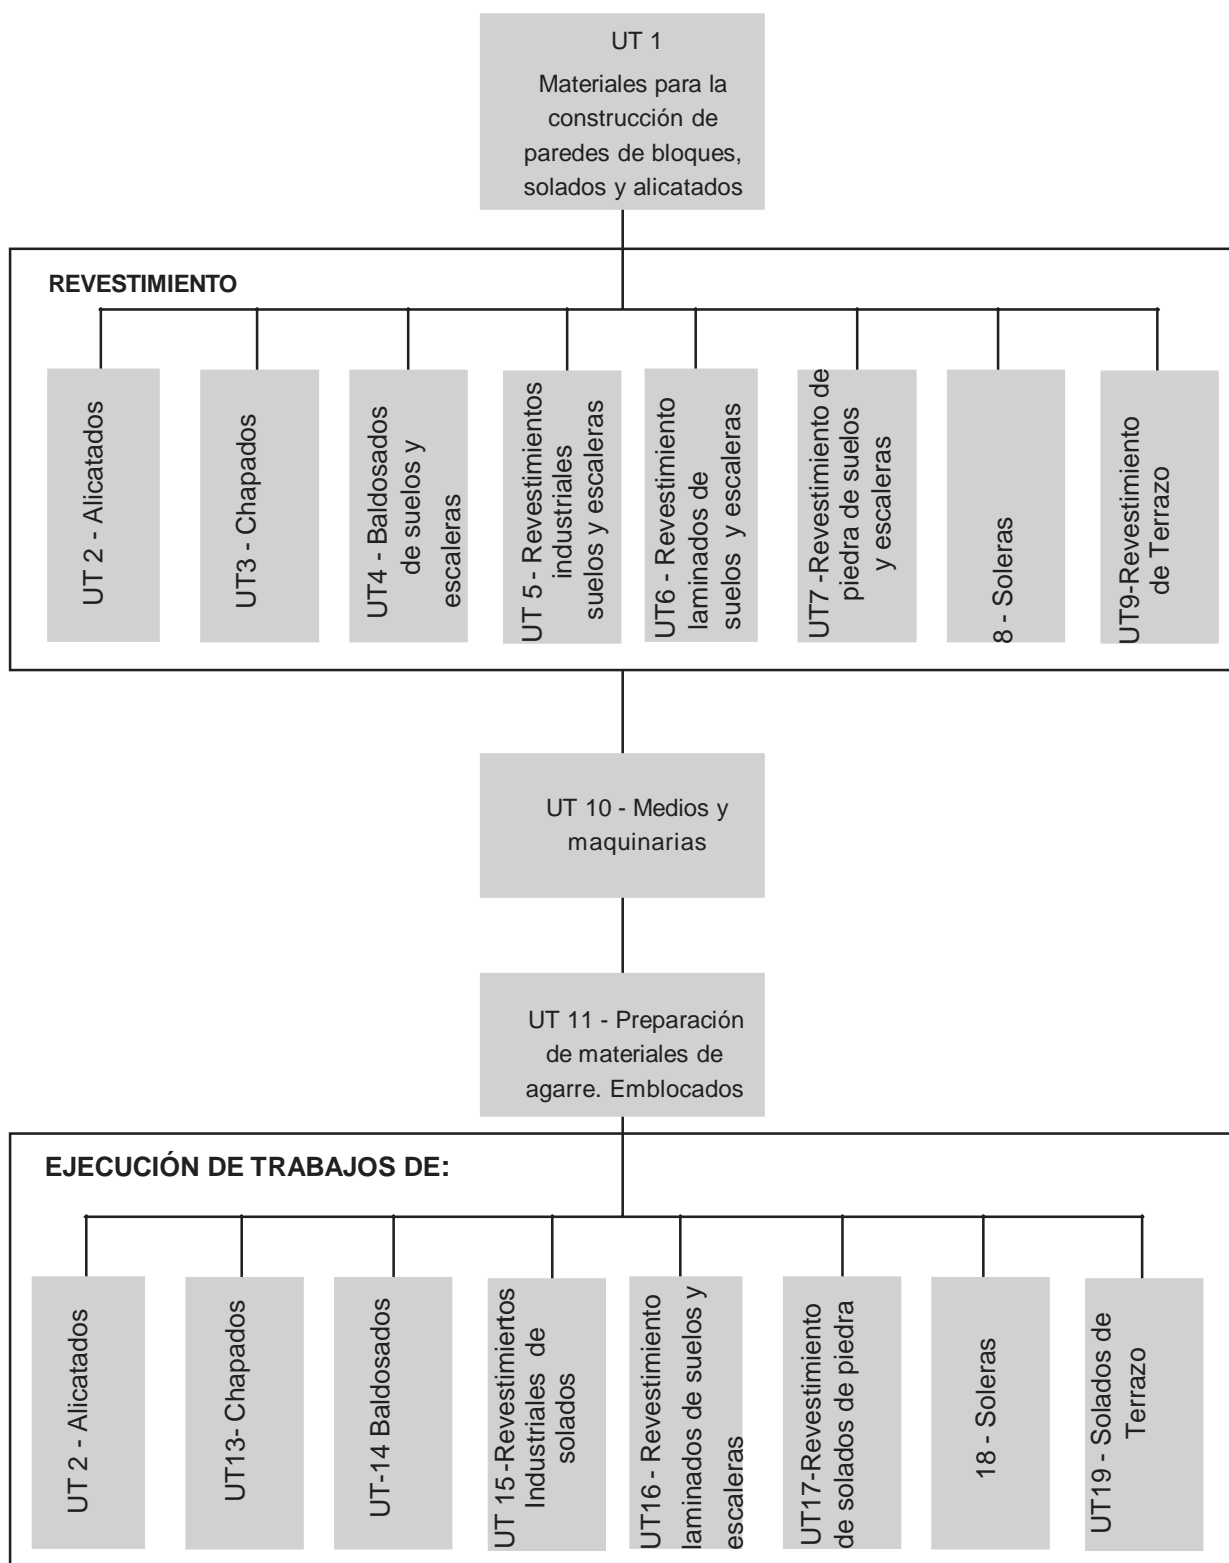 UT 1
Materiales para la
construcción de
paredes de bloques,
solados y alicatados
REVESTIMIENTO
UT 2 - Alicatados
UT3 - Chapados
UT4 - Baldosados
de suelos y
escaleras
UT 5 - Revestimientos
industriales
suelos y escaleras
UT6 - Revestimiento
laminados de
suelos y escaleras
UT7 -Revestimiento de
piedra de suelos
y escaleras
8 - Soleras
UT9-Revestimiento
de Terrazo
UT 10 - Medios y
maquinarias
UT 11 - Preparación
de materiales de
agarre. Emblocados
EJECUCIÓN DE TRABAJOS DE:
UT 2 - Alicatados
UT13- Chapados
UT-14 Baldosados
UT 15 -Revestimiertos
Industriales de
solados
UT16 - Revestimiento
laminados de suelos y
escaleras
UT17-Revestimiento
de solados de piedra
18 - Soleras
UT19 - Solados de
Terrazo